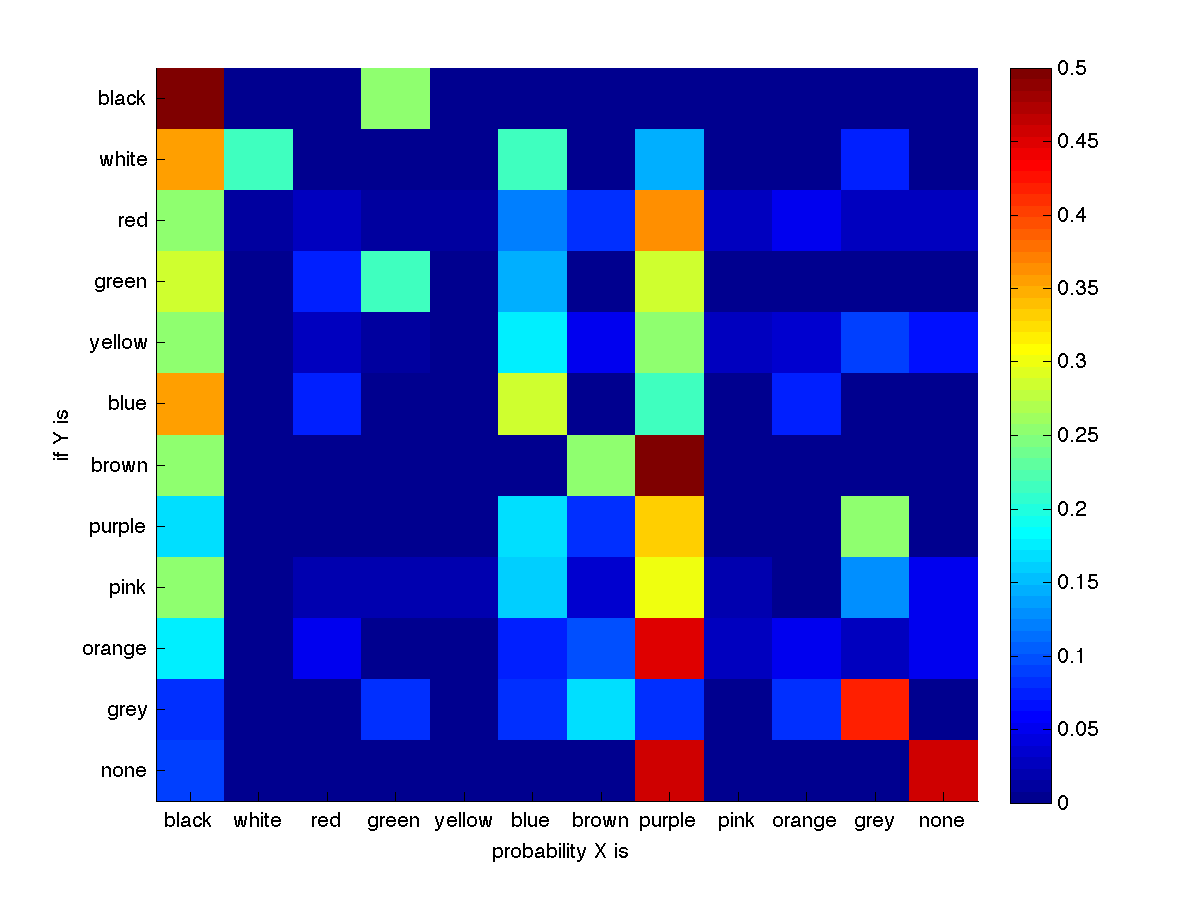 black
white
red
green
yellow
blue
brown
purple
pink
orange
grey
none
if Y is
black white red green yellow blue brown purple pink orange grey none
probability X is
0.5
0.45
0.4
0.35
0.3
0.25
0.2
0.15
0.1
0.05
0